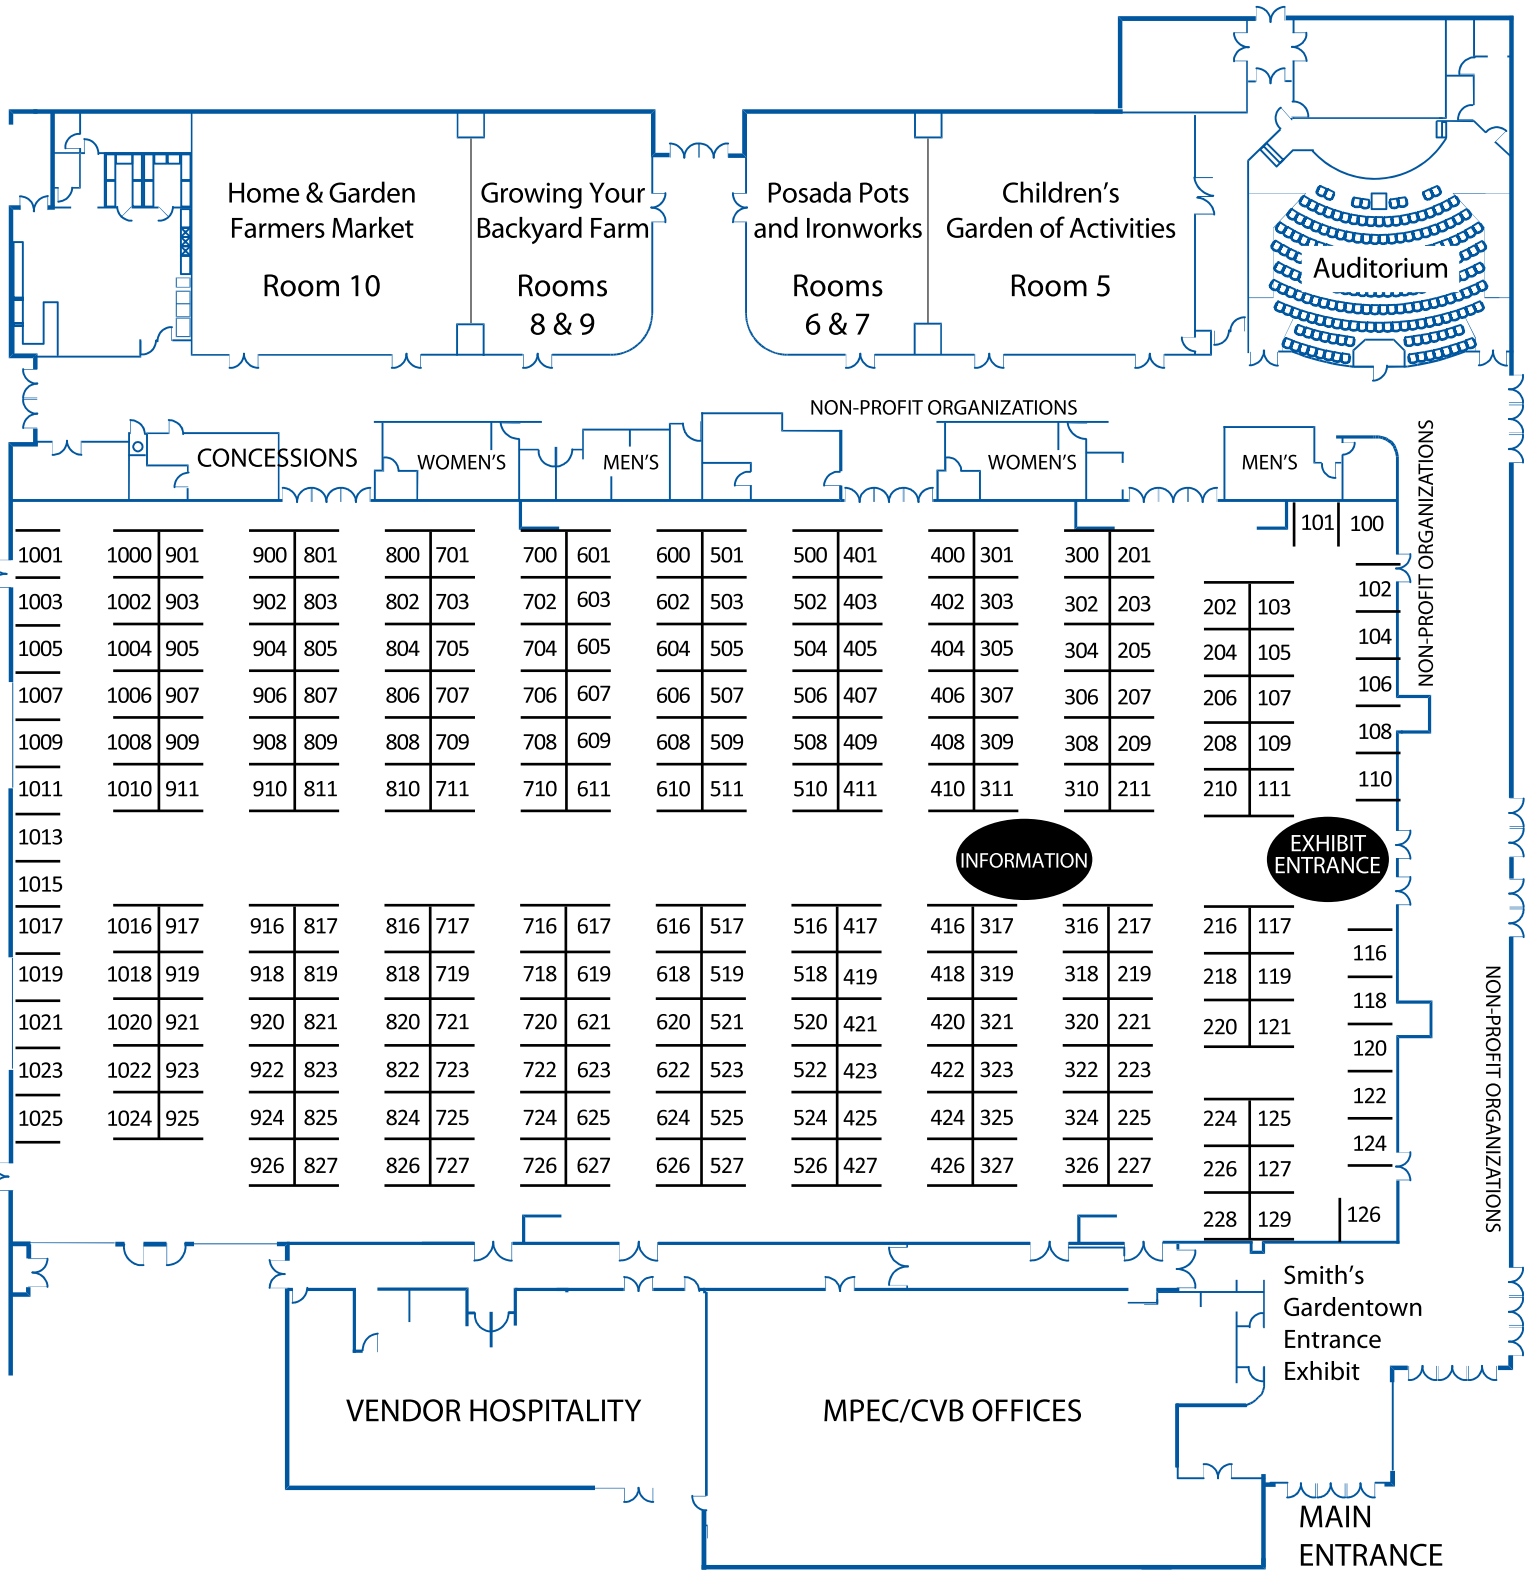 Home & Garden
Farmers Market
Room 10
Growing Your
Backyard Farm
Rooms
8 & 9
Posada Pots
and Ironworks
Rooms
6 & 7
Children's
Garden of Activities
Room 5
Auditorium
NON-PROFIT ORGANIZATIONS
CONCESSIONS
WOMEN'S
MEN'S
WOMEN'S
MEN'S
NON-PROFIT ORGANIZATIONS
101 100
1001 1000 901 900 801 800 701 700 601 600 501 500 401 400 301 300 201
102
1003 1002 903 902 803 802 703 702 603 602 503 502 403 402 303 302 203 202 103
104
1005 1004 905 904 805 804 705 704 605 604 505 504 405 404 305 304 205 204 105
106
1007 1006 907 906 807 806 707 706 607 606 507 506 407 406 307 306 207 206 107
108
1009 1008 909 908 809 808 709 708 609 608 509 508 409 408 309 308 209 208 109
110
1011 1010 911 910 811 810 711 710 611 610 511 510 411 410 311 310 211 210 111
1013
INFORMATION
EXHIBIT
ENTRANCE
1015
1017 1016 917 916 817 816 717 716 617 616 517 516 417 416 317 316 217 216 117
116
1019 1018 919 918 819 818 719 718 619 618 519 518 419 418 319 318 219 218 119
118
1021 1020 921 920 821 820 721 720 621 620 521 520 421 420 321 320 221 220 121
120
1023 1022 923 922 823 822 723 722 623 622 523 522 423 422 323 322 223
122
1025 1024 925 924 825 824 725 724 625 624 525 524 425 424 325 324 225 224 125
124
926 827 826 727 726 627 626 527 526 427 426 327 326 227 226 127
126
228 129
NON-PROFIT ORGANIZATIONS
Smith's
Gardentown
Entrance
Exhibit
VENDOR HOSPITALITY
MPEC/CVB OFFICES
MAIN
ENTRANCE